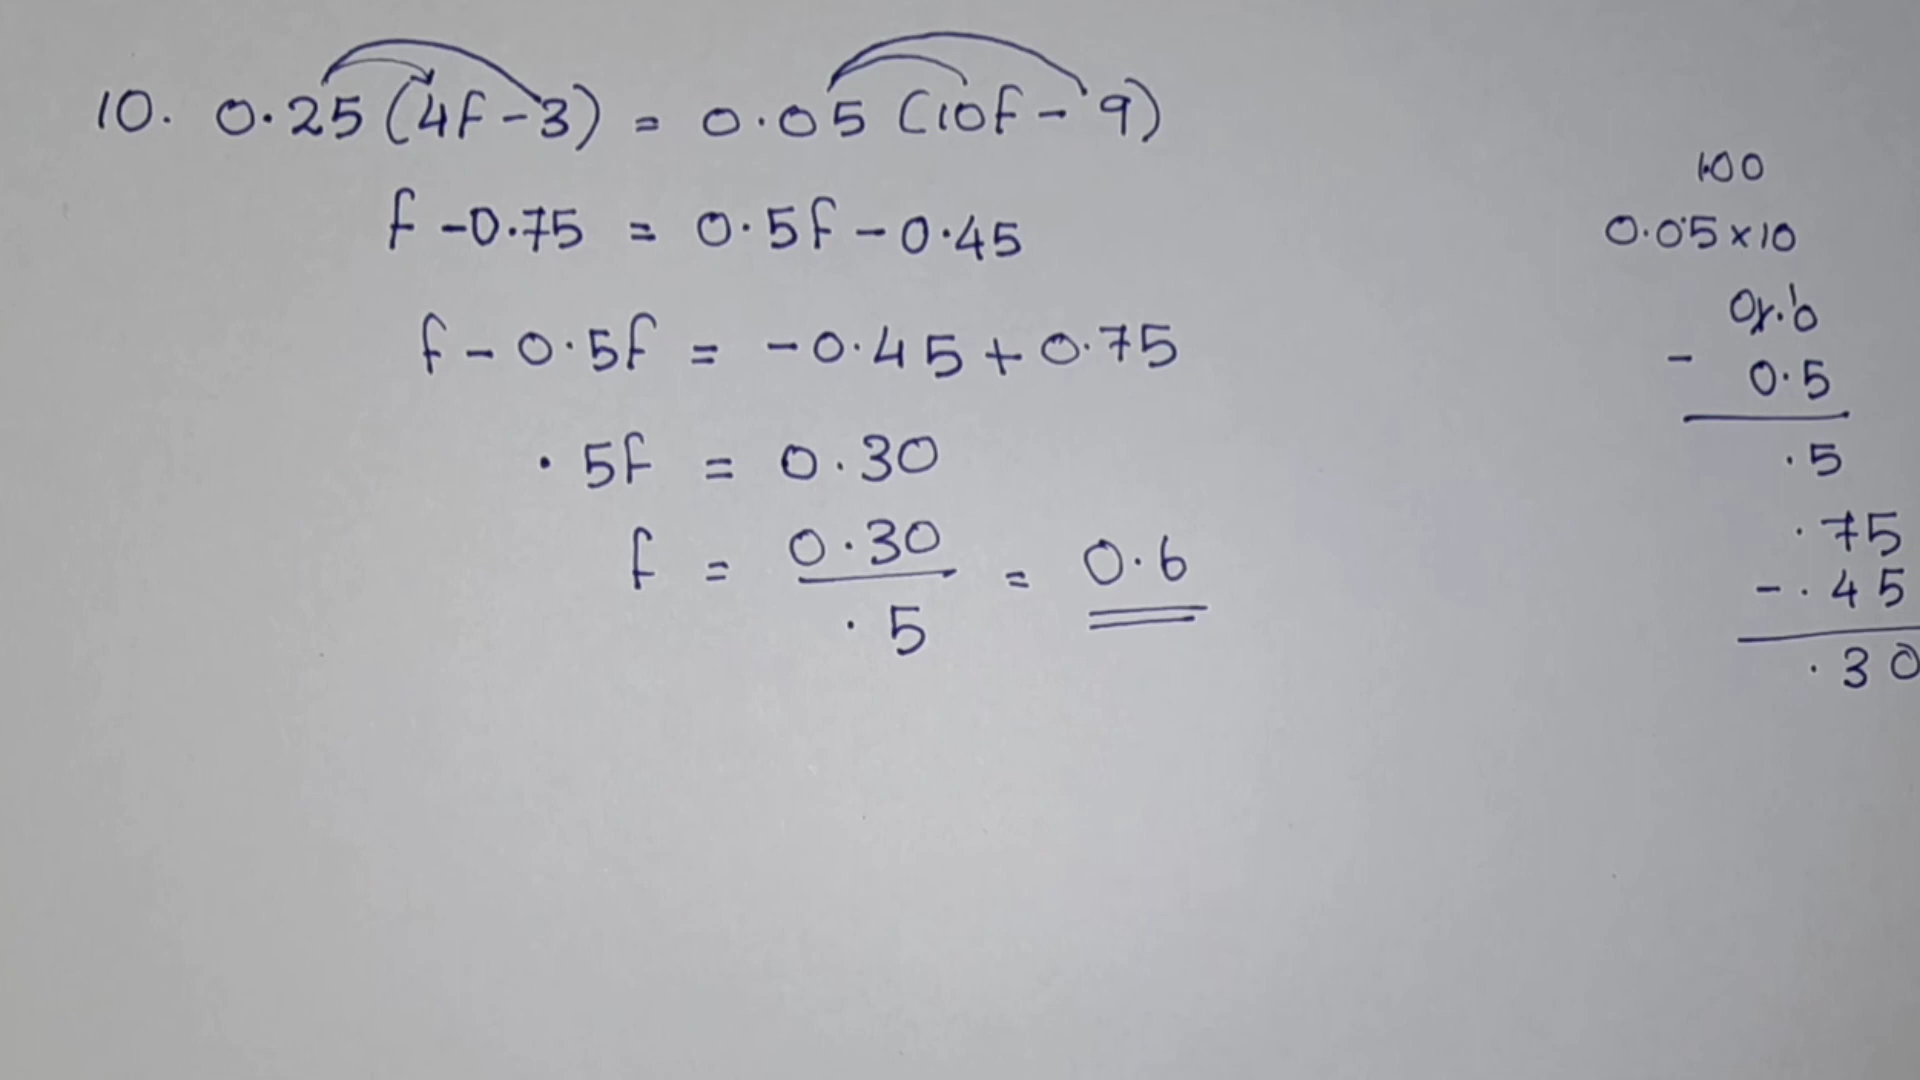 10. 0.25 (4f - 3) = 0.05 (10f - 9)
f - 0.75 = 0.5f - 0.45
f - 0.5f = - 0.45 + 0.75
.5f = 0.30
f = 0.30 / .5 = 0.6
1.00
0.05 x 10
- 0.5
.5
.75
- .45
.30